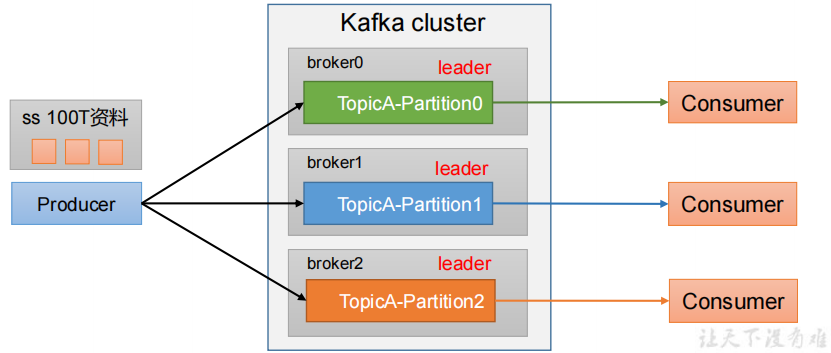 Kafka cluster
broker0
leader
TopicA-Partition0
Consumer
ss 100T资料
Producer
broker1
leader
TopicA-Partition1
Consumer
broker2
leader
TopicA-Partition2
Consumer
让天下没有难